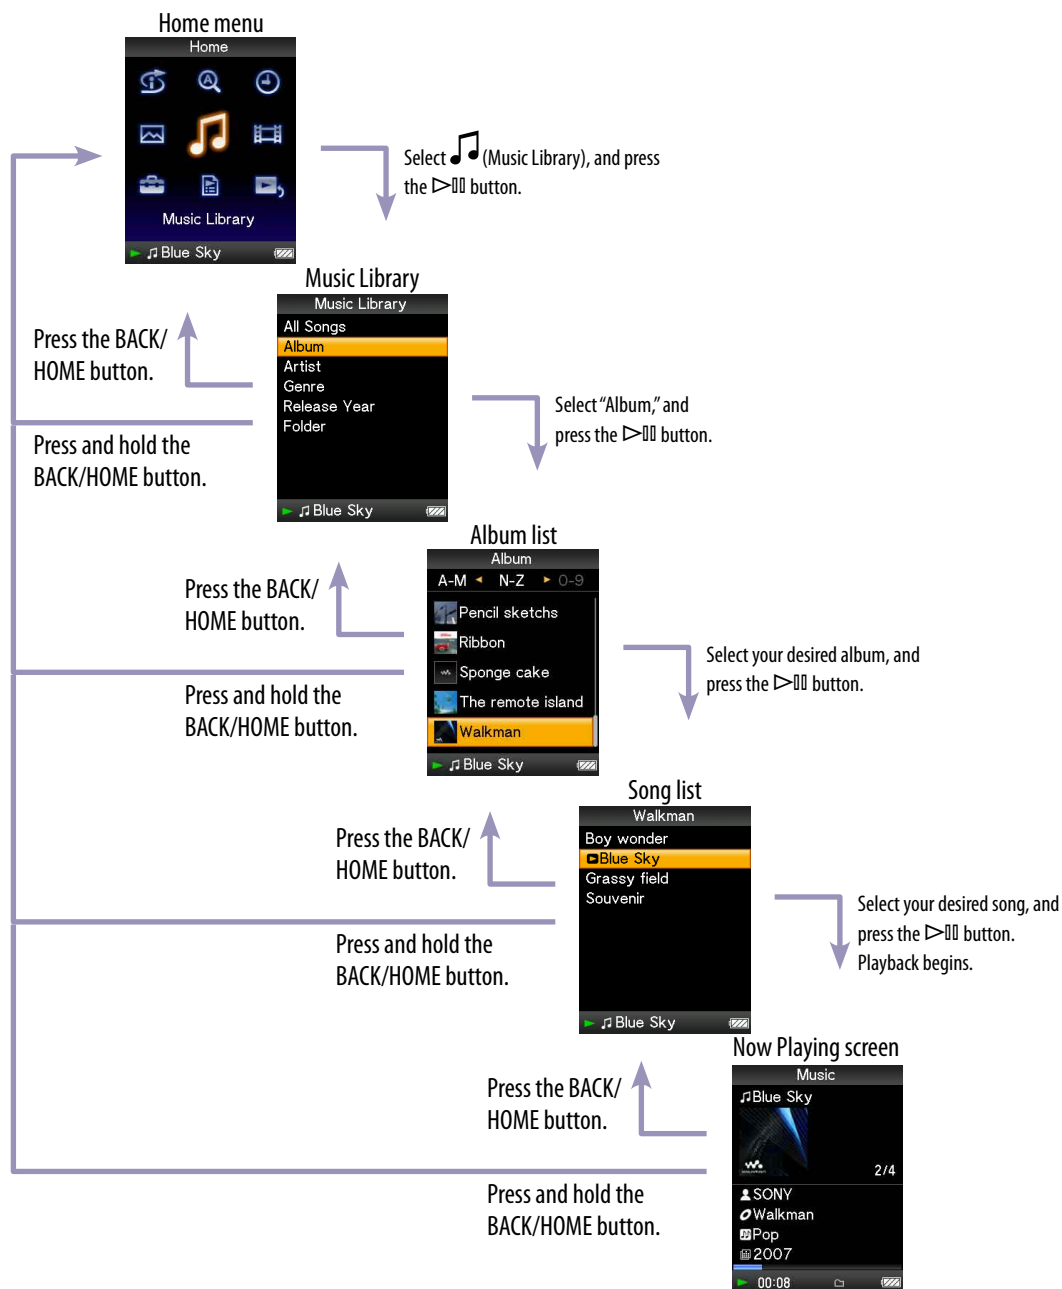 Home menu
Home
Music Library
Blue Sky
Select (Music Library), and press
the button.
Music Library
Music Library
All Songs
Album
Artist
Genre
Release Year
Folder
Blue Sky
Press the BACK/
HOME button.
Press and hold the
BACK/HOME button.
Select “Album,” and
press the button.
Album list
Album
A-M N-Z 0-9
Pencil sketchs
Ribbon
Sponge cake
The remote island
Walkman
Blue Sky
Press the BACK/
HOME button.
Press and hold the
BACK/HOME button.
Select your desired album, and
press the button.
Song list
Walkman
Boy wonder
Blue Sky
Grassy field
Souvenir
Blue Sky
Press the BACK/
HOME button.
Press and hold the
BACK/HOME button.
Select your desired song, and
press the button.
Playback begins.
Now Playing screen
Music
Blue Sky
2/4
SONY
Walkman
Pop
2007
00:08
Press the BACK/
HOME button.
Press and hold the
BACK/HOME button.